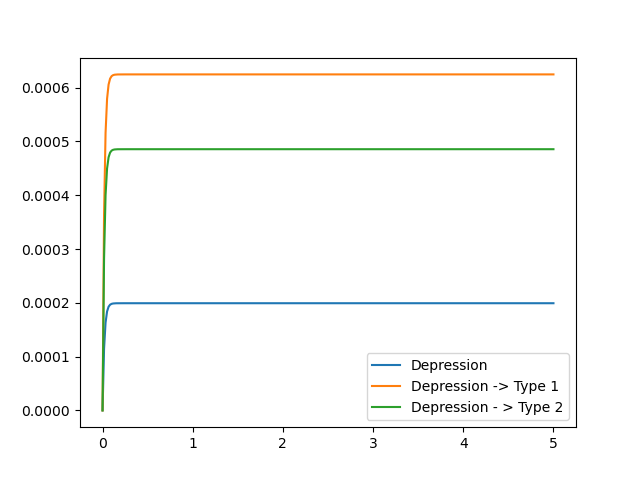 0.0006
0.0005
0.0004
0.0003
0.0002
0.0001
0.0000
Depression
Depression -> Type 1
Depression - > Type 2
0 1 2 3 4 5